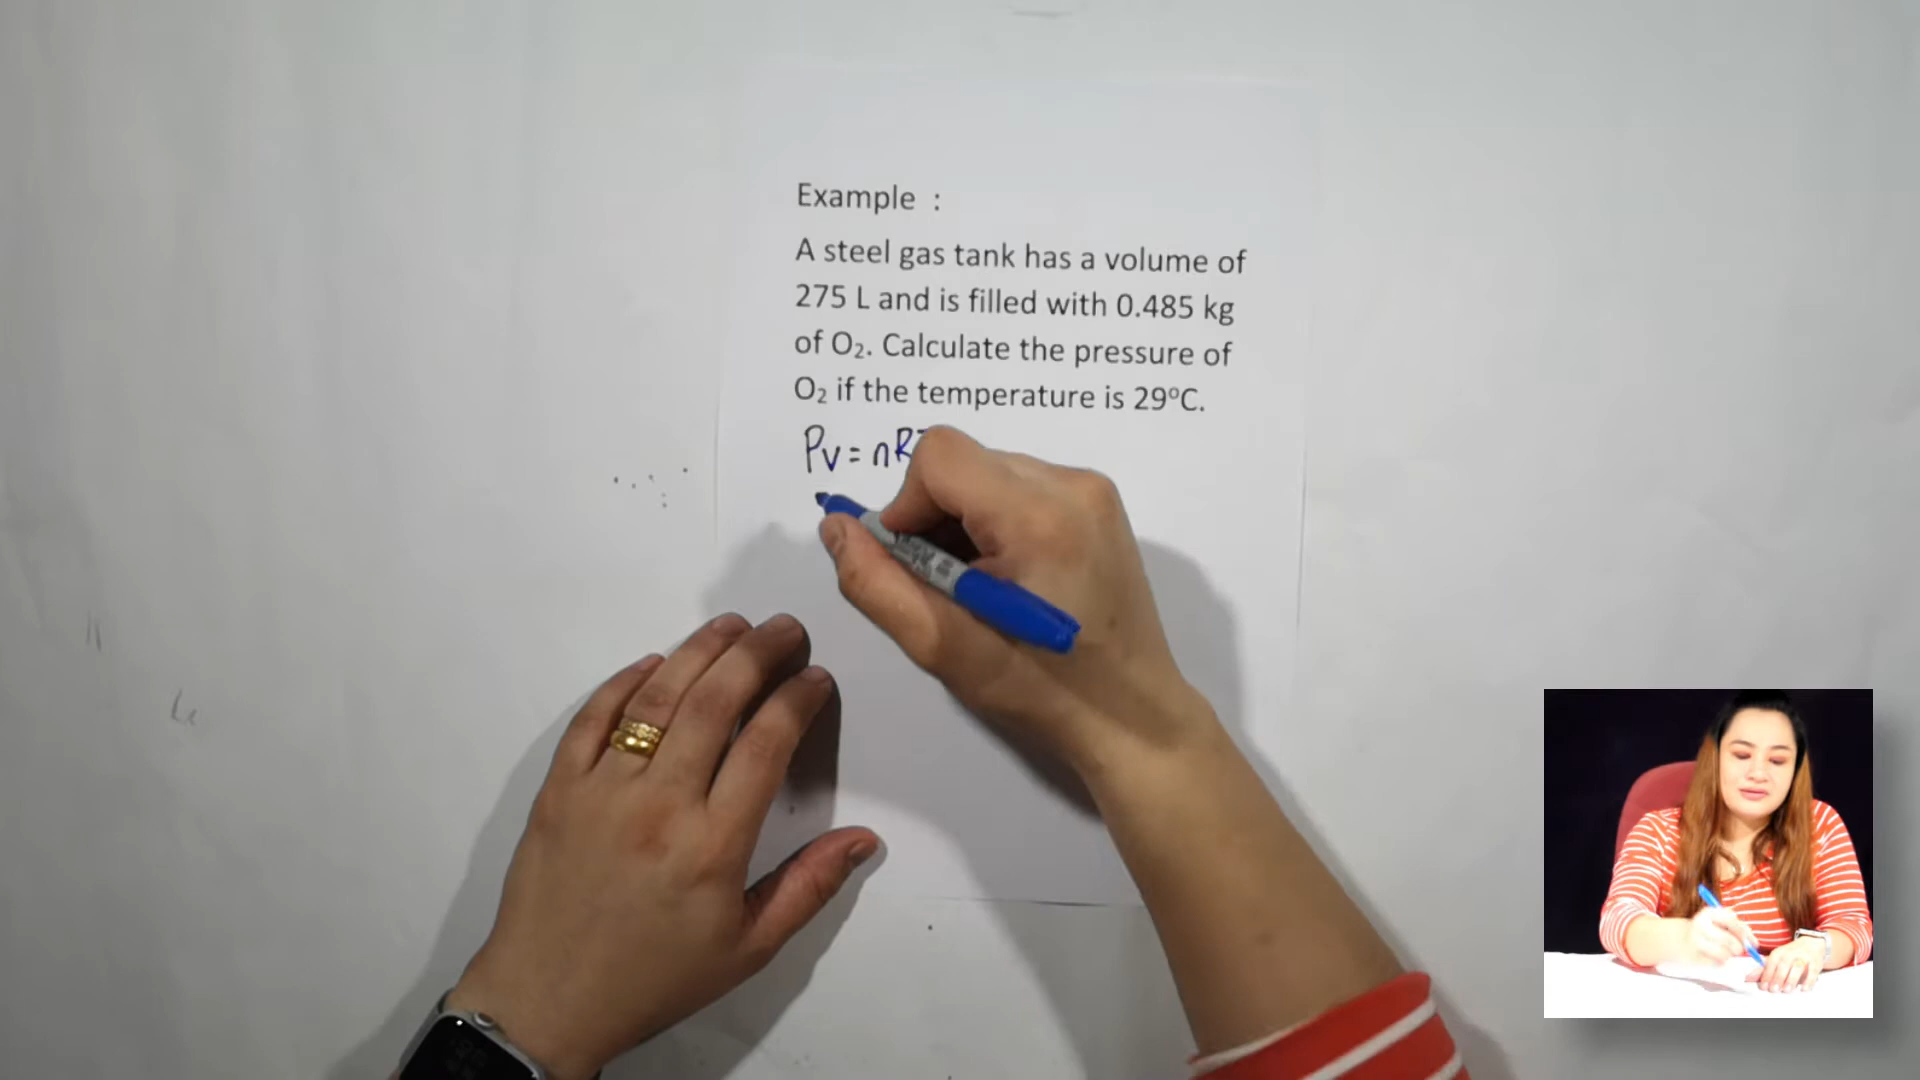 Example :
A steel gas tank has a volume of
275 L and is filled with 0.485 kg
of O₂. Calculate the pressure of
O₂ if the temperature is 29°C.
PV = nR